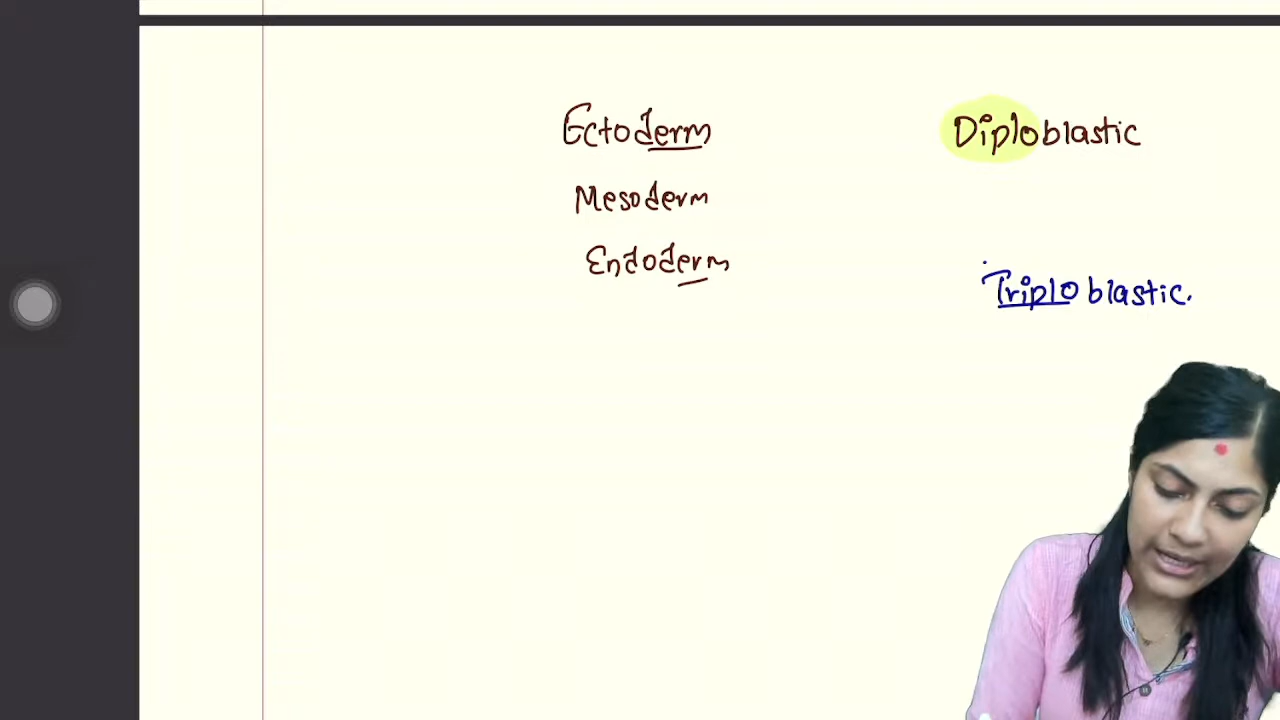 Ectoderm
Mesoderm
Endoderm
Diploblastic
Triploblastic.